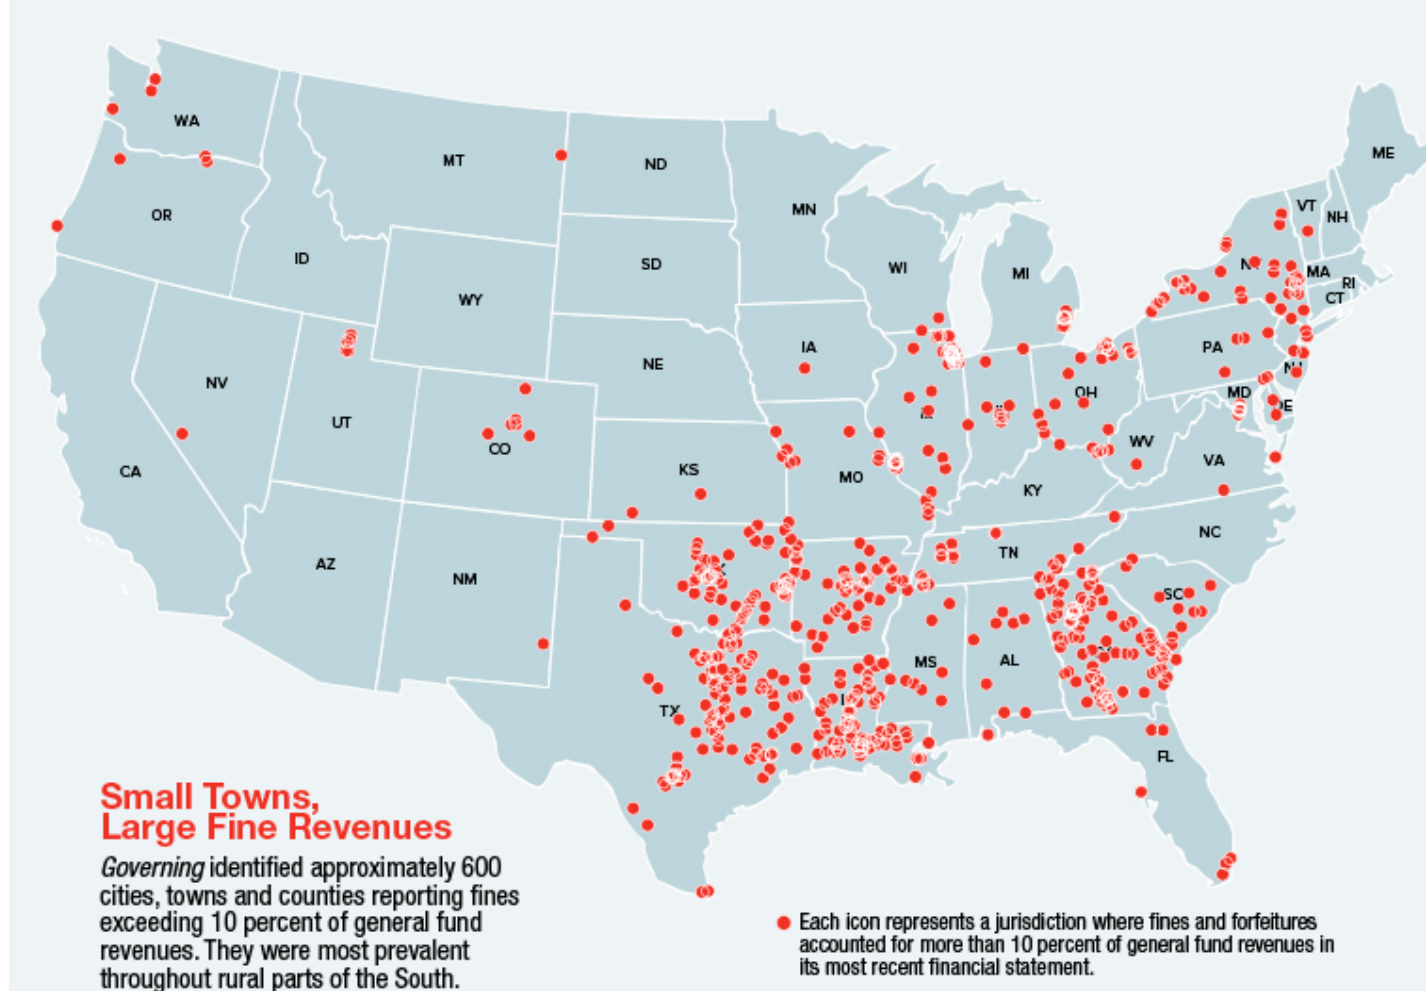 WA
MT
ND
ME
MN
VT
NH
OR
ID
SD
WI
MI
MA
RI
CT
WY
IA
PA
NE
NV
OH
MD
DE
UT
CO
WV
CA
KS
MO
VA
KY
NC
AZ
NM
TN
SC
MS
AL
TX
FL
Small Towns,
Large Fine Revenues
Governing identified approximately 600
cities, towns and counties reporting fines
exceeding 10 percent of general fund
revenues. They were most prevalent
throughout rural parts of the South.
Each icon represents a jurisdiction where fines and forfeitures
accounted for more than 10 percent of general fund revenues in
its most recent financial statement.